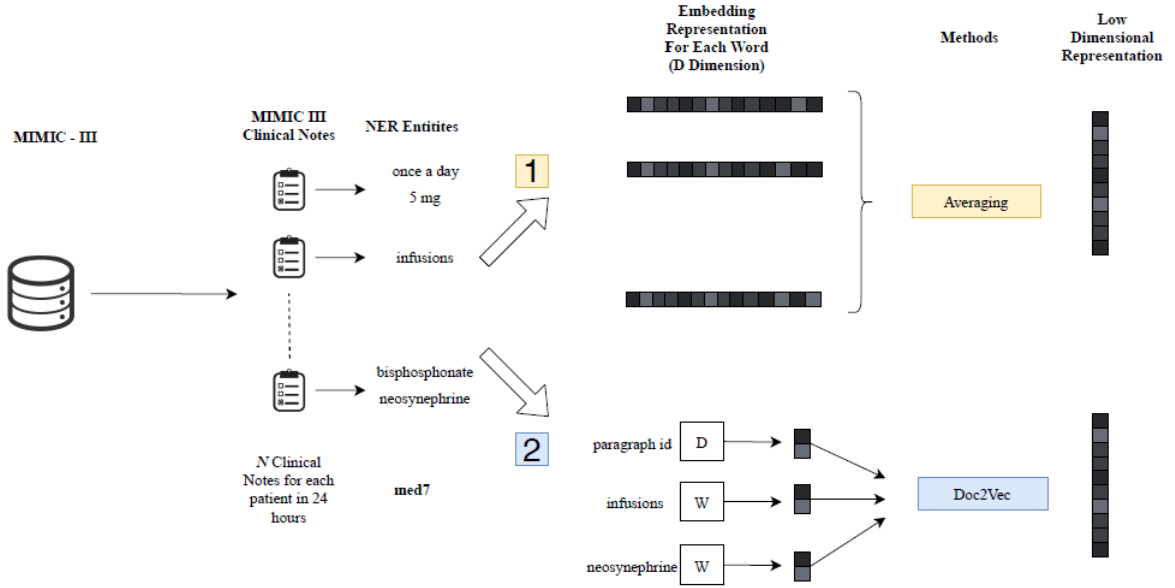 MIMIC - III
MIMIC III
Clinical Notes
NER Entitites
Embedding
Representation
For Each Word
(D Dimension)
Methods
Low
Dimensional
Representation
once a day
5 mg
infusions
bisphosphonate
neosynephrine
N Clinical
Notes for each
patient in 24
hours
med7
1
Averaging
2
paragraph id
D
infusions
W
neosynephrine
W
Doc2Vec